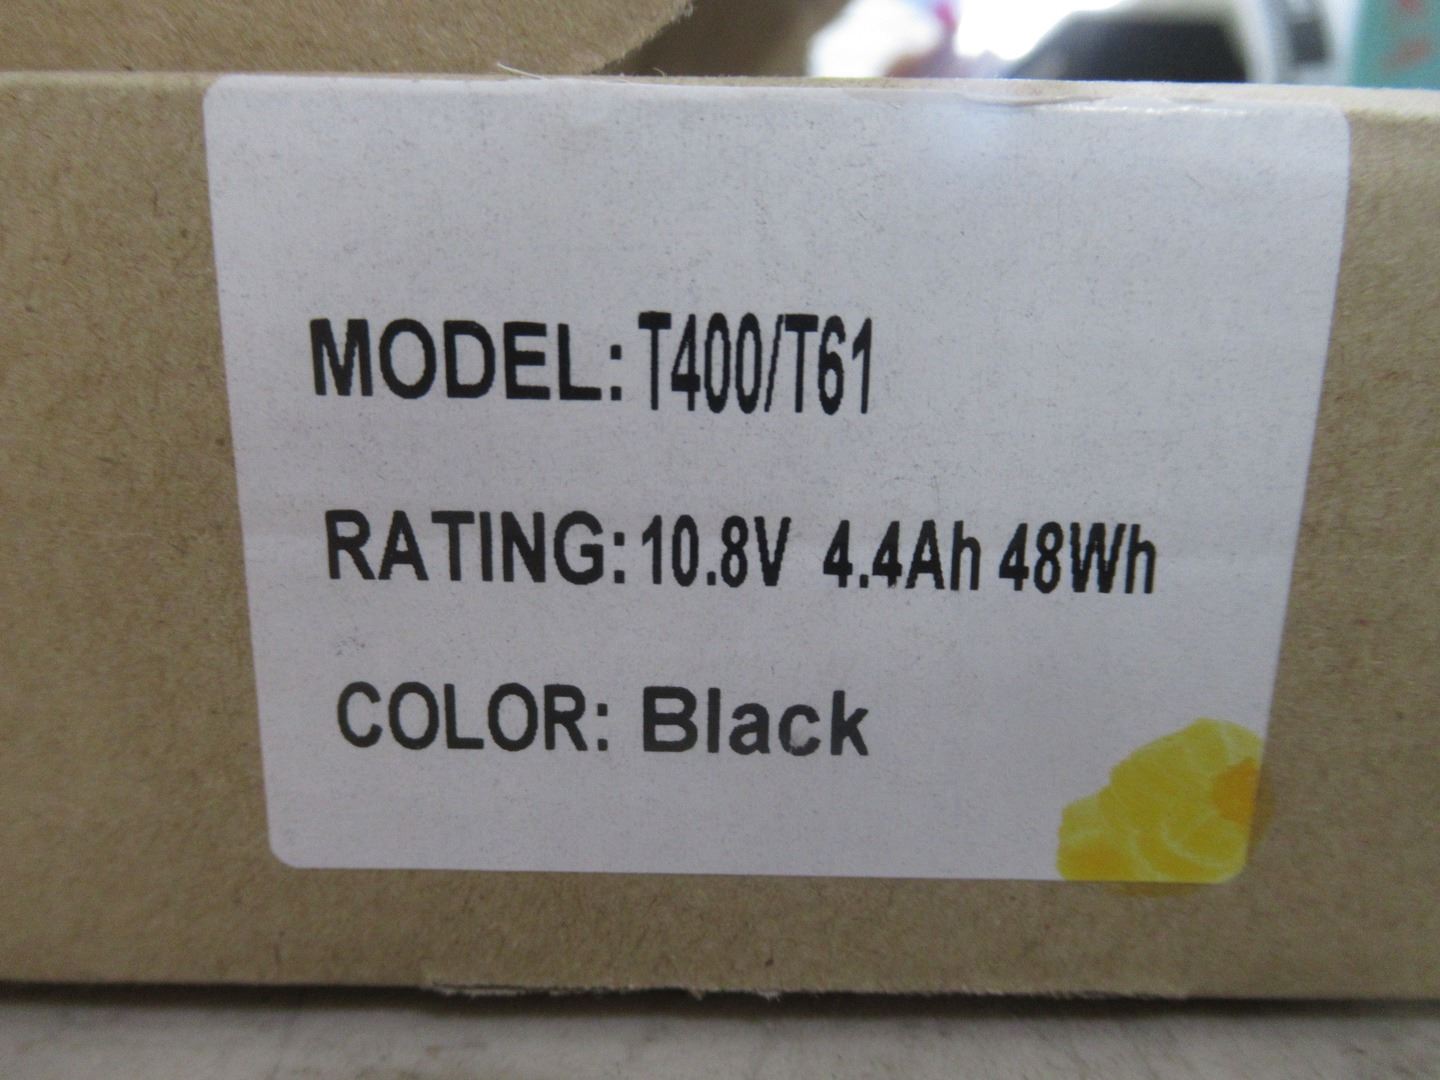 MODEL: T400/T61
RATING: 10.8V 4.4Ah 48Wh
COLOR: Black